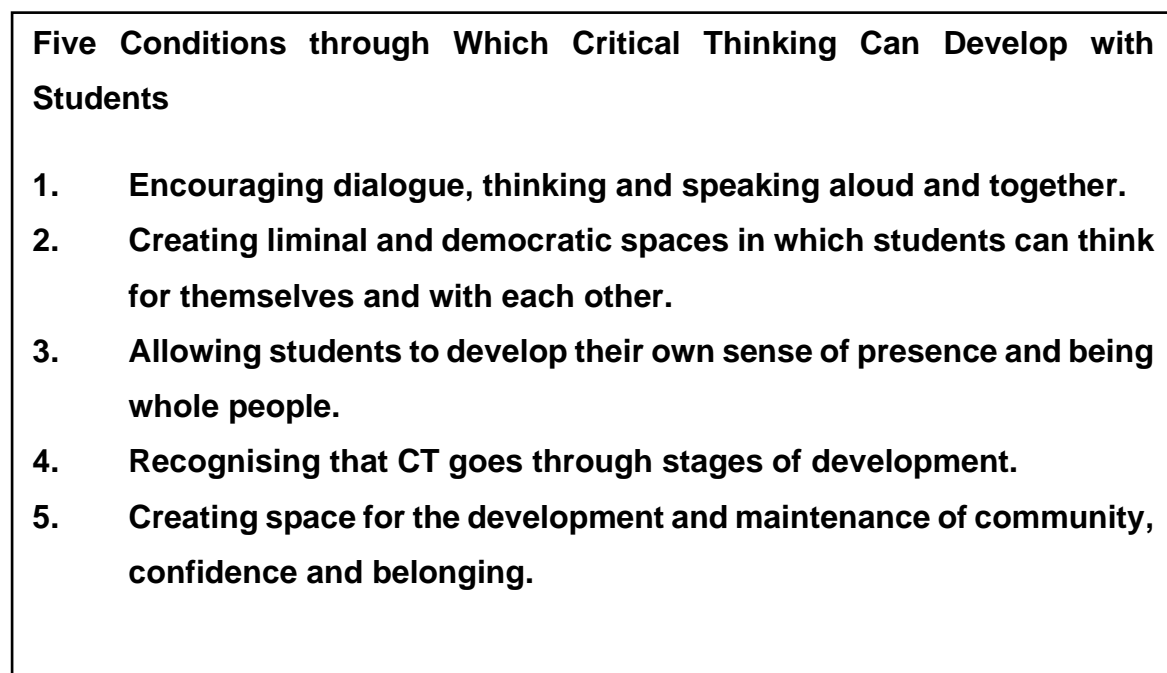 Five Conditions through Which Critical Thinking Can Develop with
Students
1. Encouraging dialogue, thinking and speaking aloud and together.
2. Creating liminal and democratic spaces in which students can think
for themselves and with each other.
3. Allowing students to develop their own sense of presence and being
whole people.
4. Recognising that CT goes through stages of development.
5. Creating space for the development and maintenance of community,
confidence and belonging.